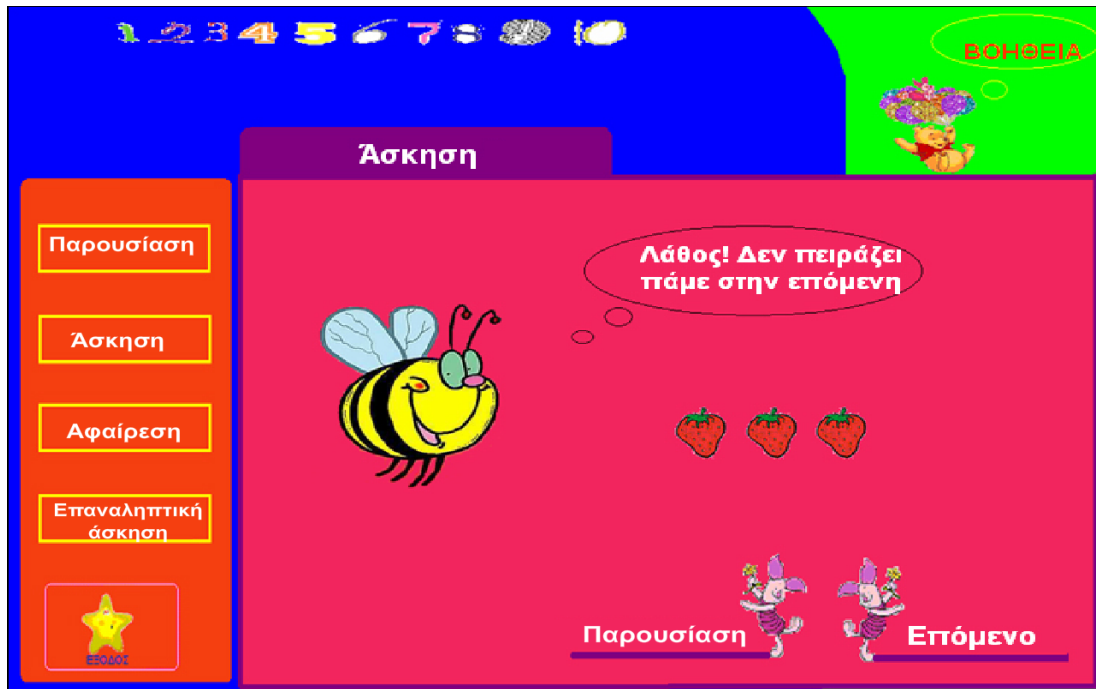 1 2 3 4 5 6 7 8 9 10
ΒΟΗΘΕΙΑ
Άσκηση
Παρουσίαση
Άσκηση
Αφαίρεση
Επαναληπτική
άσκηση
ΕΞΟΔΟΣ
Λάθος! Δεν πειράζει
πάμε στην επόμενη
Παρουσίαση
Επόμενο